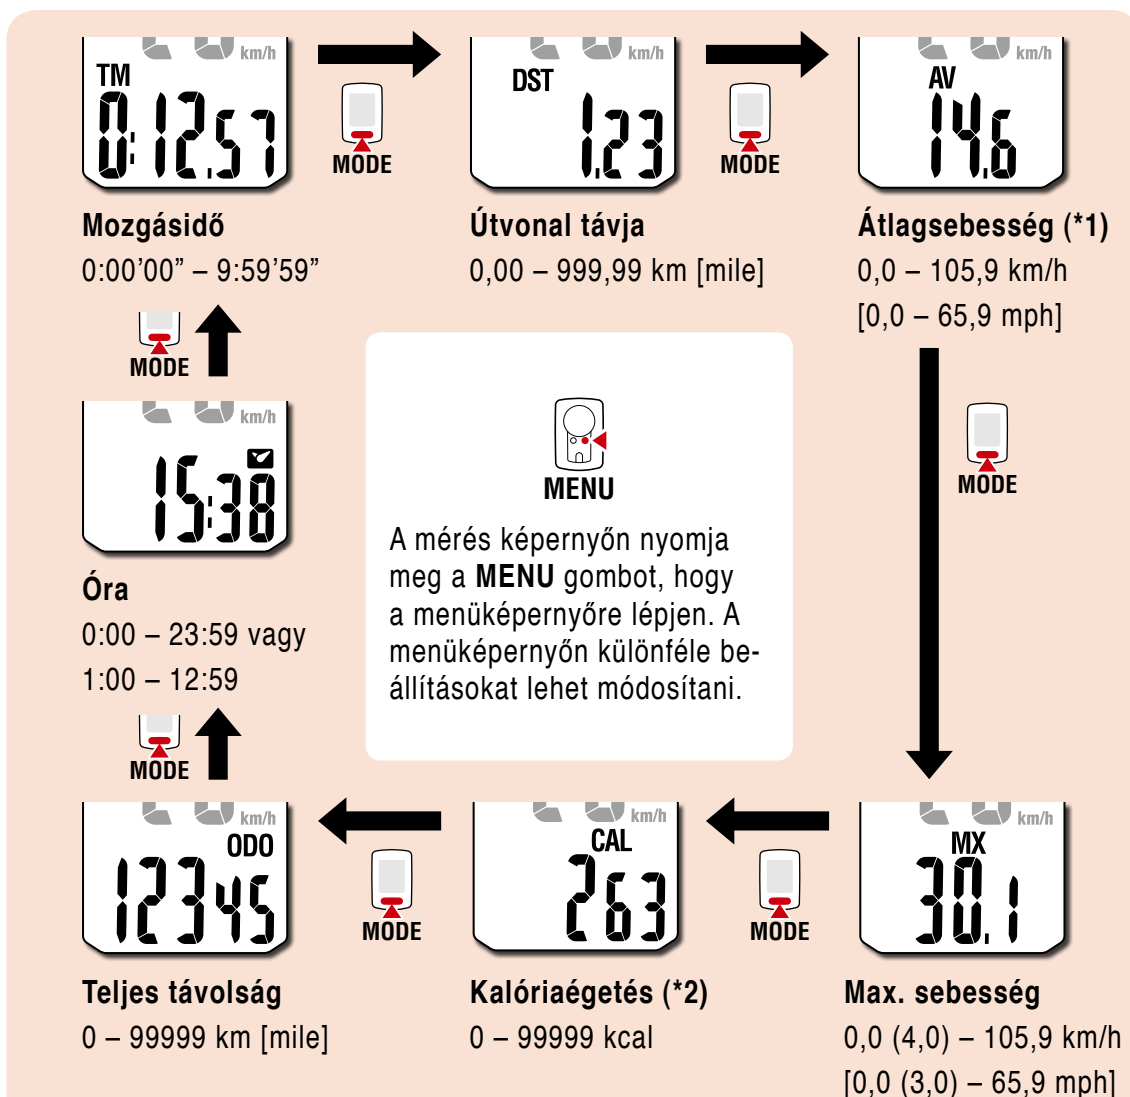 km/h
TM
0:12.57
MODE
Mozgásidő
0:00’00” – 9:59’59”
km/h
DST
1.23
MODE
Útvonal távja
0,00 – 999,99 km [mile]
km/h
AV
14.6
Átlagsebesség (*1)
0,0 – 105,9 km/h
[0,0 – 65,9 mph]
MODE
MODE
km/h
15:38
Óra
0:00 – 23:59 vagy
1:00 – 12:59
MODE
MENU
A mérés képernyőn nyomja
meg a MENU gombot, hogy
a menüképernyőre lépjen. A
menüképernyőn különféle be-
állításokat lehet módosítani.
km/h
ODO
12345
MODE
Teljes távolság
0 – 99999 km [mile]
km/h
CAL
263
MODE
Kalóriaégetés (*2)
0 – 99999 kcal
km/h
MX
30.1
Max. sebesség
0,0 (4,0) – 105,9 km/h
[0,0 (3,0) – 65,9 mph]